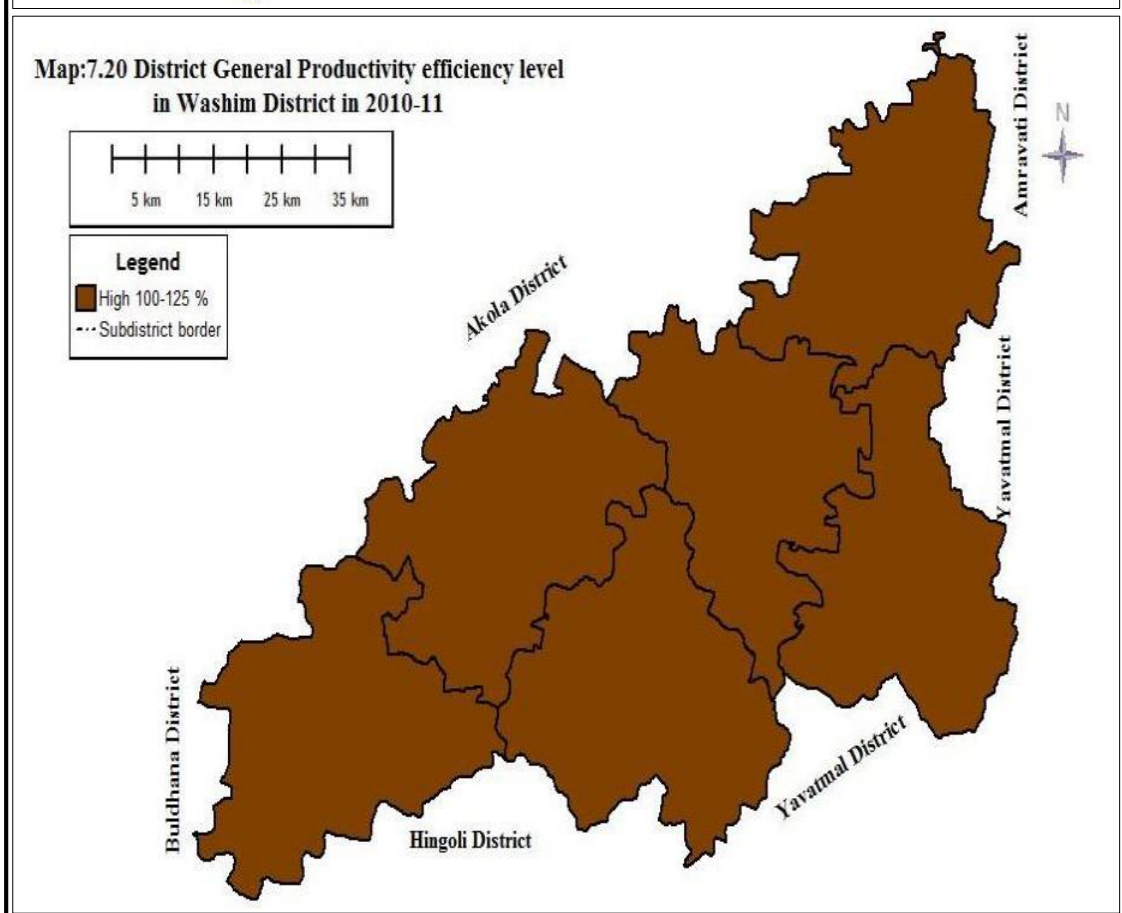 Map:7.20 District General Productivity efficiency level
in Washim District in 2010-11
5 km 15 km 25 km 35 km
Legend
High 100-125 %
Subdistrict border
N
Amravati District
Akola District
Yavatmal District
Buldhana District
Yavatmal District
Hingoli District